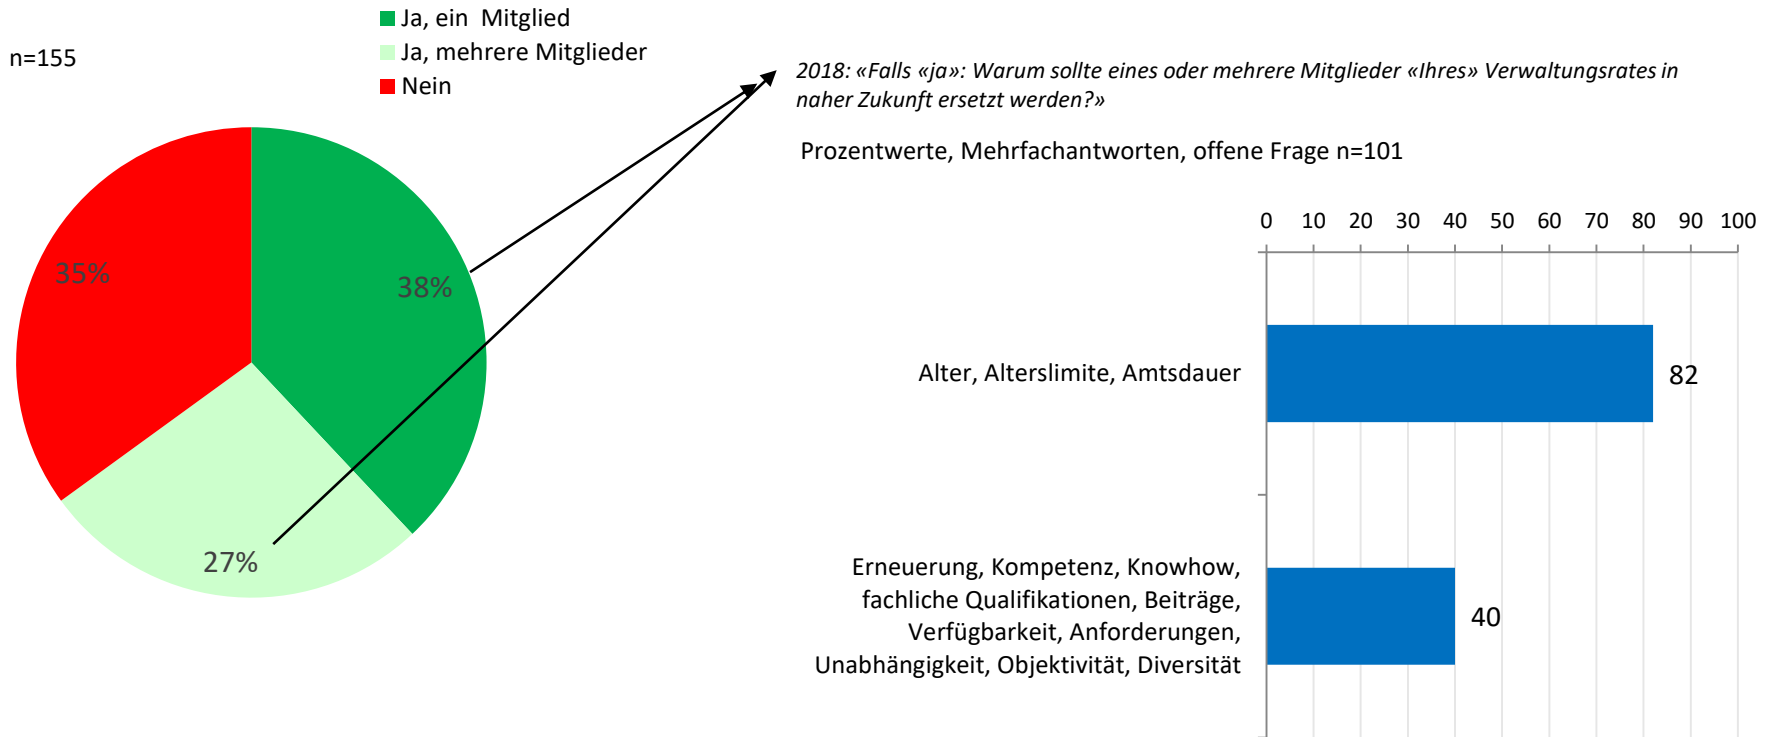 n=155
Ja, ein  Mitglied
Ja, mehrere Mitglieder
Nein
35%
38%
27%
2018: «Falls «ja»: Warum sollte eines oder mehrere Mitglieder «Ihres» Verwaltungsrates in
naher Zukunft ersetzt werden?»
Prozentwerte, Mehrfachantworten, offene Frage n=101
0 10 20 30 40 50 60 70 80 90 100
Alter, Alterslimite, Amtsdauer
82
Erneuerung, Kompetenz, Knowhow,
fachliche Qualifikationen, Beiträge,
Verfügbarkeit, Anforderungen,
Unabhängigkeit, Objektivität, Diversität
40